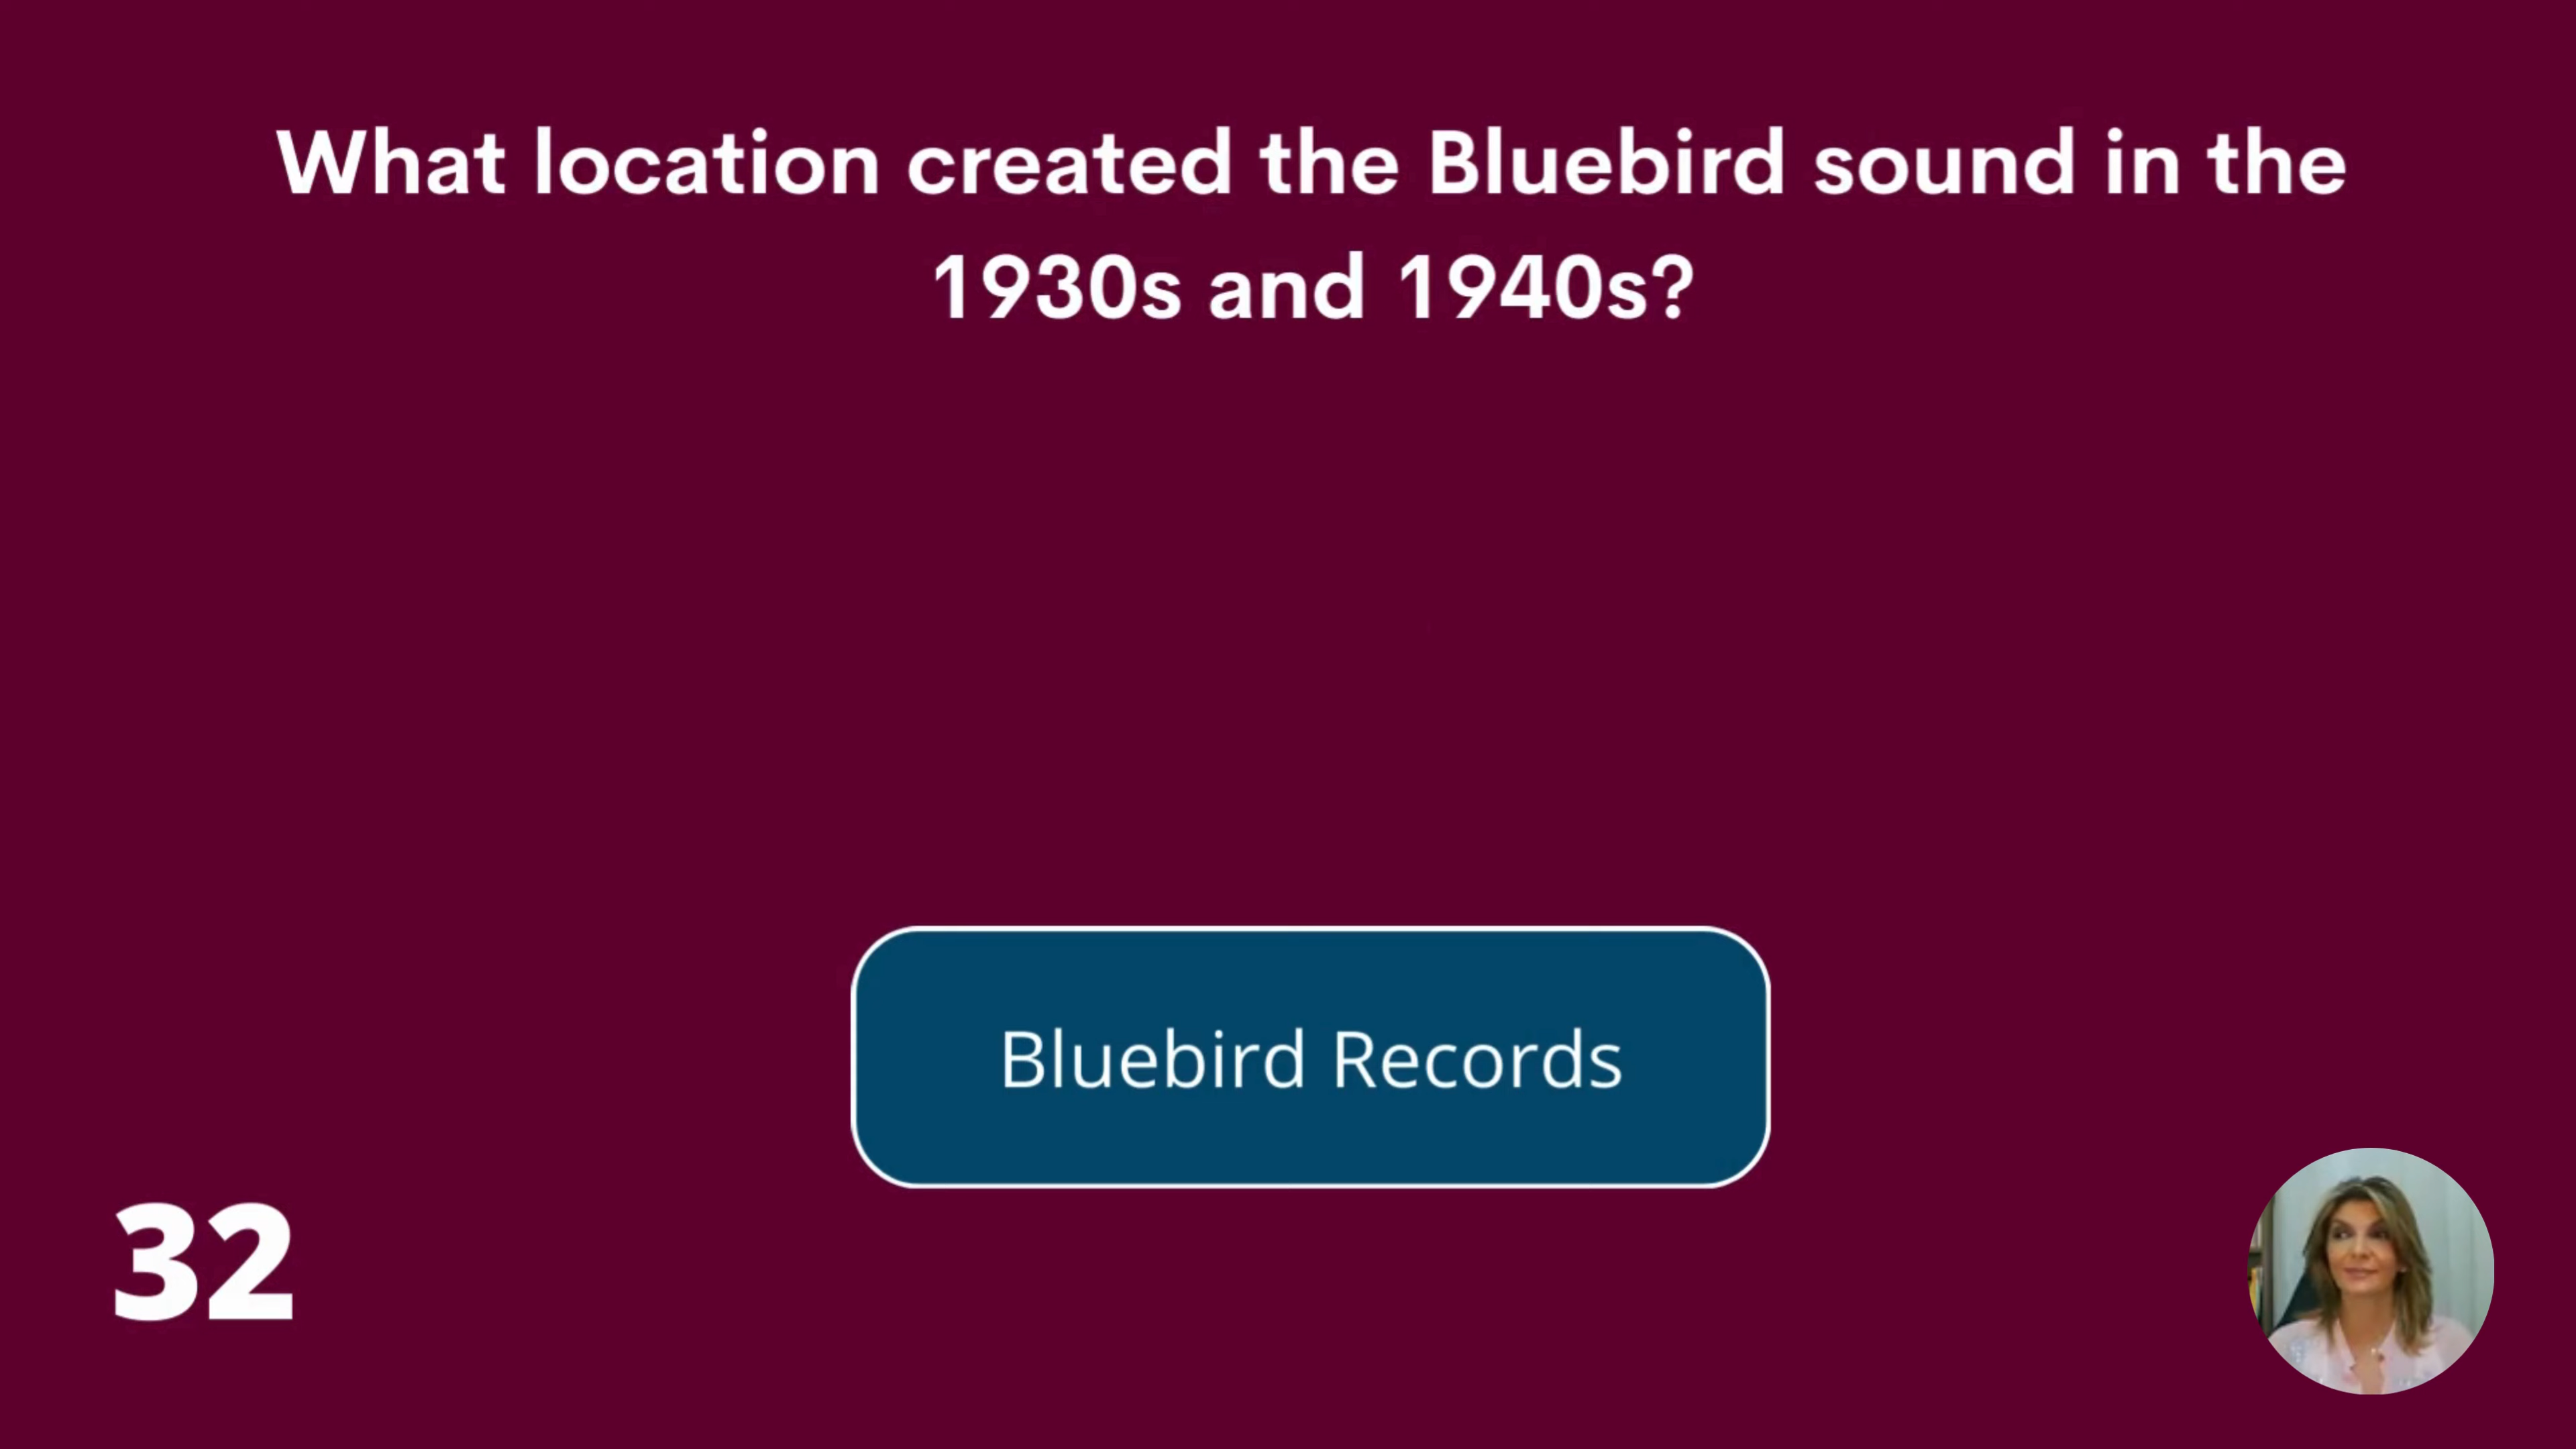 What location created the Bluebird sound in the
1930s and 1940s?
Bluebird Records
32